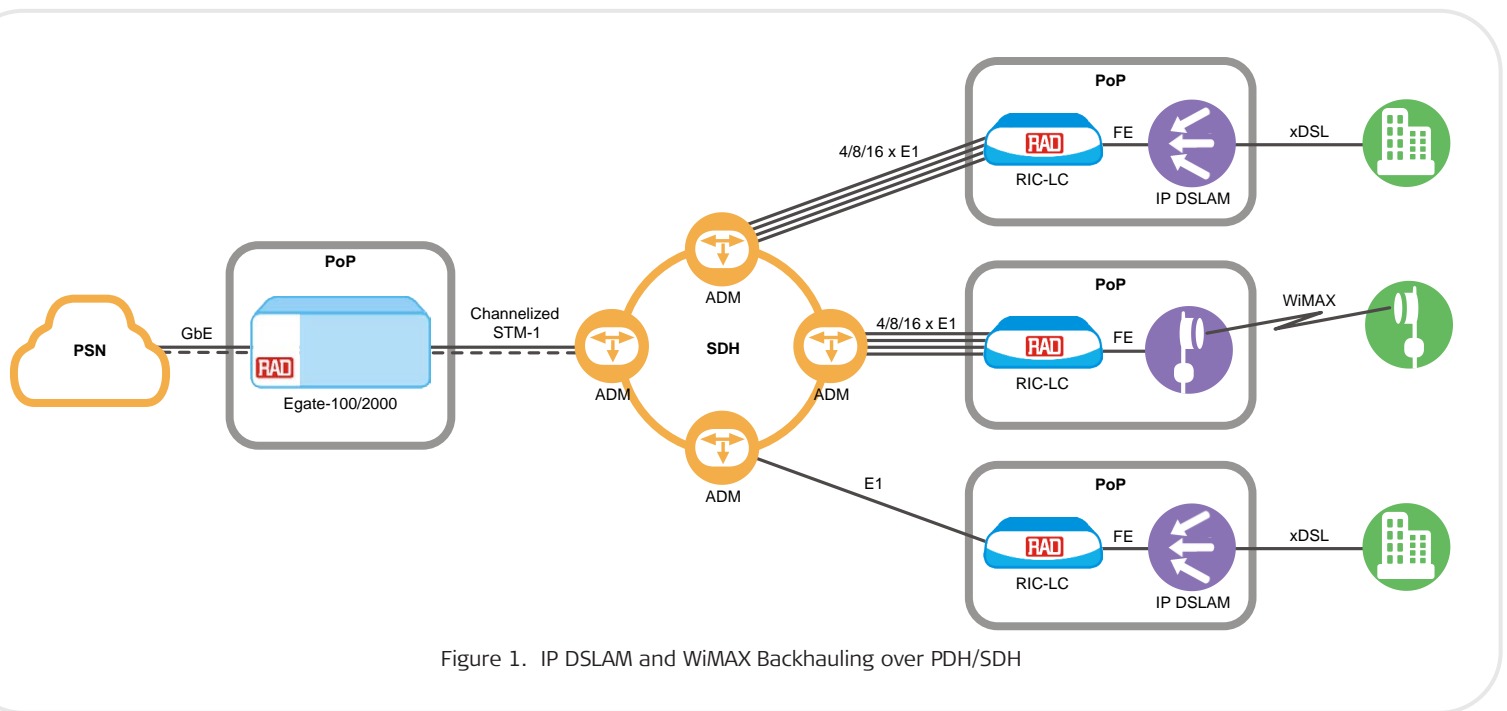 PoP
4/8/16 x E1
RAD
FE
xDSL
RIC-LC
IP DSLAM
PoP
PSN
GbE
RAD
Egate-100/2000
Channelized
STM-1
ADM
ADM
SDH
ADM
ADM
4/8/16 x E1
PoP
RAD
FE
WiMAX
RIC-LC
E1
PoP
RAD
FE
xDSL
RIC-LC
IP DSLAM
Figure 1. IP DSLAM and WiMAX Backhauling over PDH/SDH